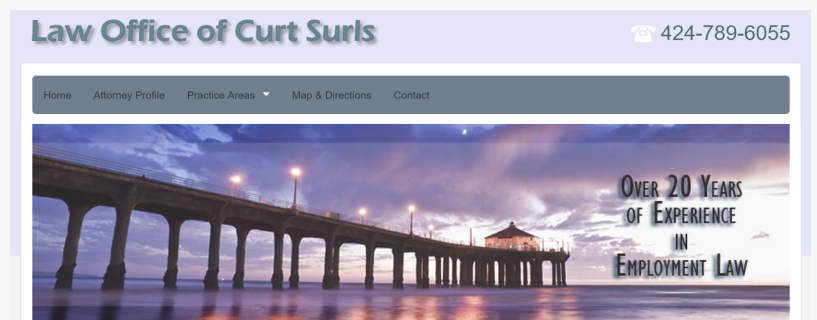 Law Office of Curt Surls
424-789-6055
Home Attorney Profile Practice Areas Map & Directions Contact
Over 20 Years
of Experience
in
Employment Law